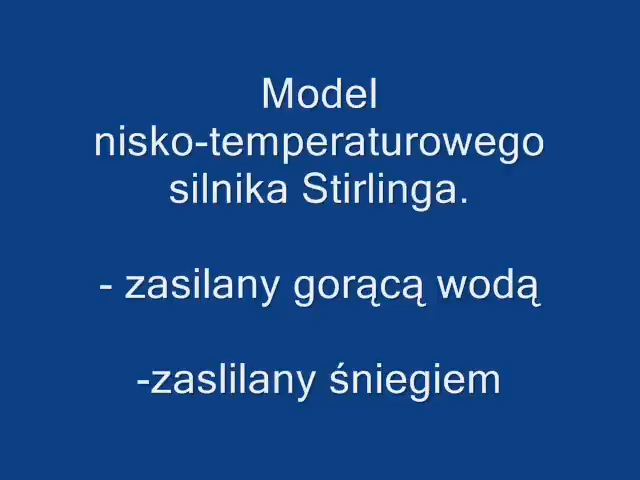 Model
nisko-temperaturowego
silnika Stirlinga.
- zasilany gorącą wodą
-zaslilany śniegiem